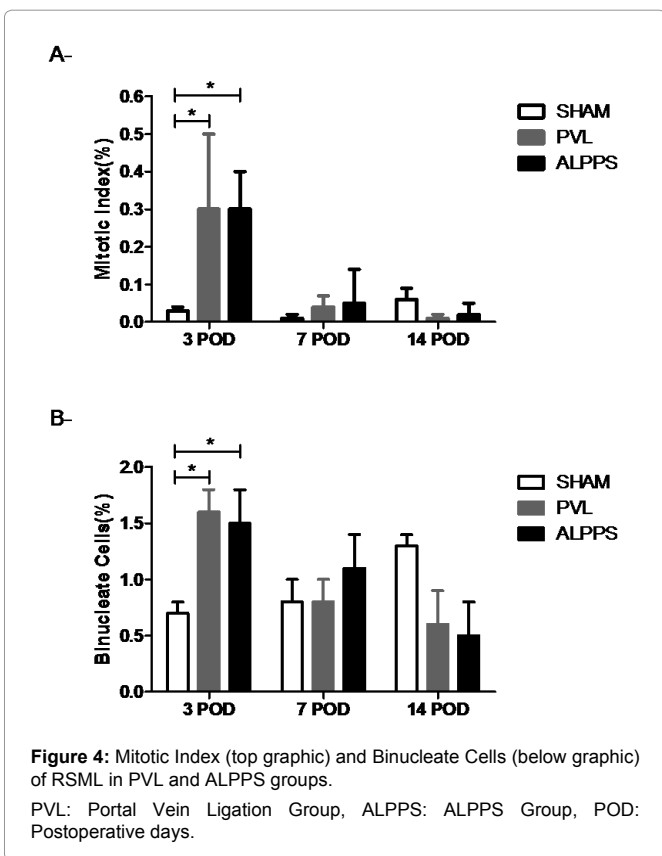 A-
* *
0.6
0.5
0.4
0.3
0.2
0.1
0.0
Mitotic Index(%)
3 POD 7 POD 14 POD
SHAM
PVL
ALPPS
B-
* *
2.0
1.5
1.0
0.5
0.0
Binucleate Cells(%)
3 POD 7 POD 14 POD
SHAM
PVL
ALPPS
Figure 4: Mitotic Index (top graphic) and Binucleate Cells (below graphic)
of RSML in PVL and ALPPS groups.
PVL: Portal Vein Ligation Group, ALPPS: ALPPS Group, POD:
Postoperative days.